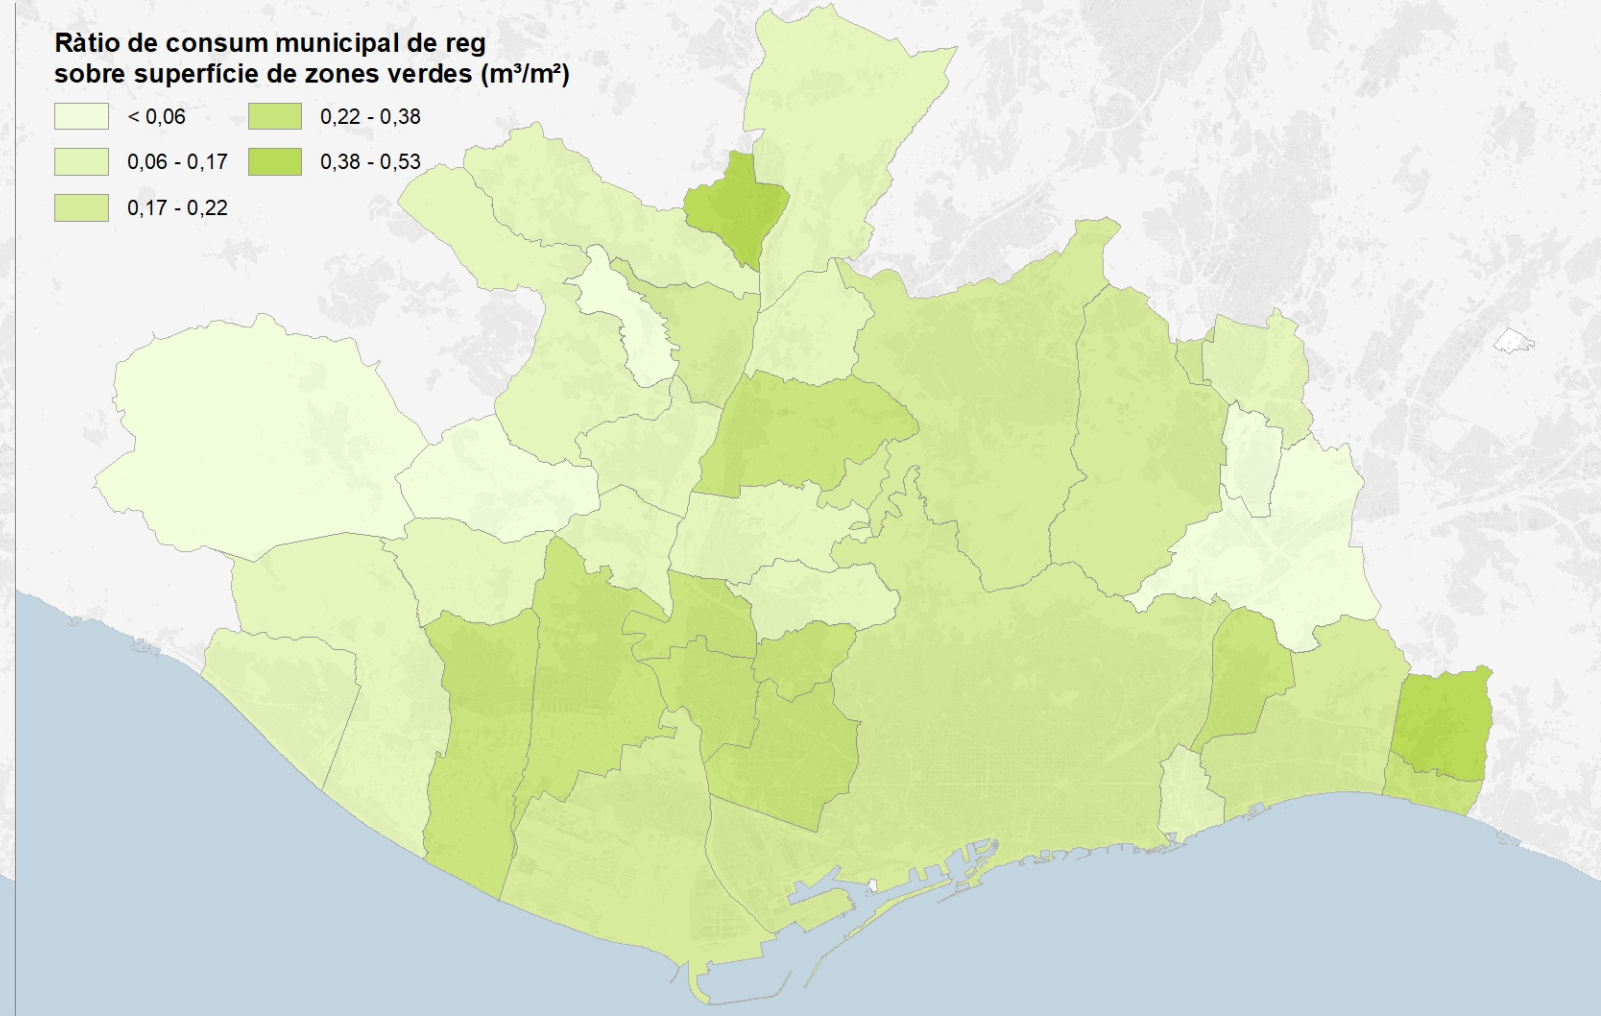 Ràtio de consum municipal de reg
sobre superfície de zones verdes (m³/m²)
< 0,06
0,22 - 0,38
0,06 - 0,17
0,38 - 0,53
0,17 - 0,22